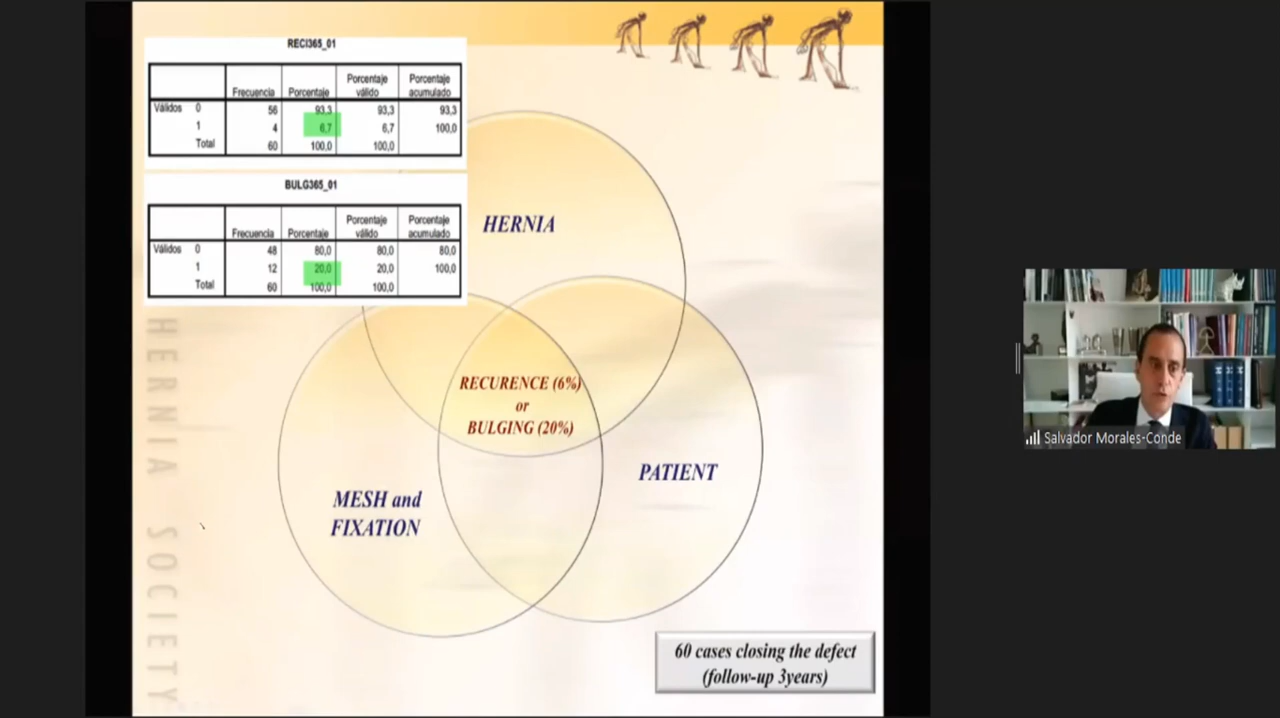 RECI365_01
Frecuencia Porcentaje Porcentaje válido Porcentaje acumulado
Válidos 0 56 93,3 93,3 93,3
1 4 6,7 6,7 100,0
Total 60 100,0 100,0
BULG365_01
Frecuencia Porcentaje Porcentaje válido Porcentaje acumulado
Válidos 0 48 80,0 80,0 80,0
1 12 20,0 20,0 100,0
Total 60 100,0 100,0
HERNIA
RECURENCE (6%)
or
BULGING (20%)
MESH and
FIXATION
PATIENT
60 cases closing the defect
(follow-up 3years)
HERNIA SOCIETY
Salvador Morales-Conde